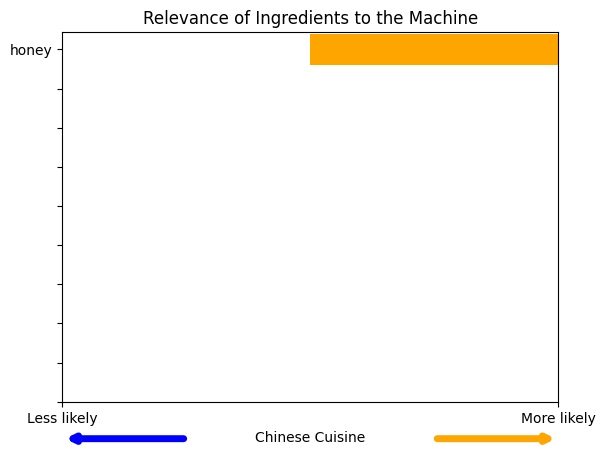 Relevance of Ingredients to the Machine
honey
Less likely
More likely
Chinese Cuisine